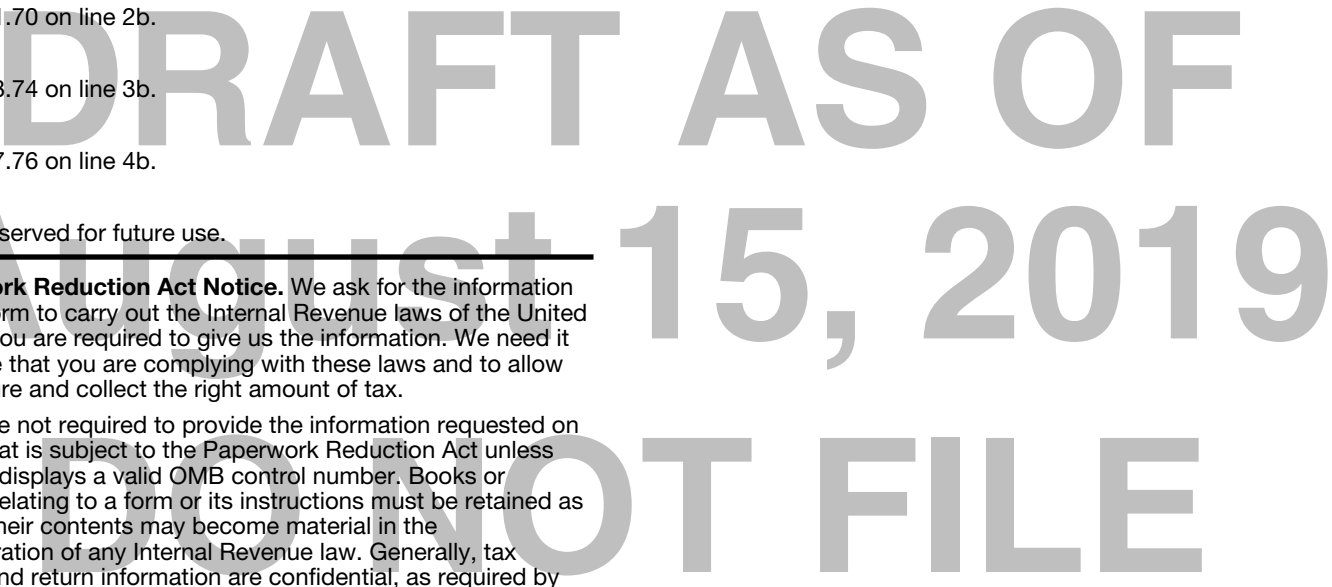 DRAFT AS OF
.70 on line 2b.
.74 on line 3b.
.76 on line 4b.
August 15, 2019
served for future use.
ork Reduction Act Notice. We ask for the information
orm to carry out the Internal Revenue laws of the United
ou are required to give us the information. We need it
e that you are complying with these laws and to allow
ure and collect the right amount of tax.
DO NOT FILE
e not required to provide the information requested on
at is subject to the Paperwork Reduction Act unless
displays a valid OMB control number. Books or
elating to a form or its instructions must be retained as
heir contents may become material in the
ration of any Internal Revenue law. Generally, tax
nd return information are confidential, as required by